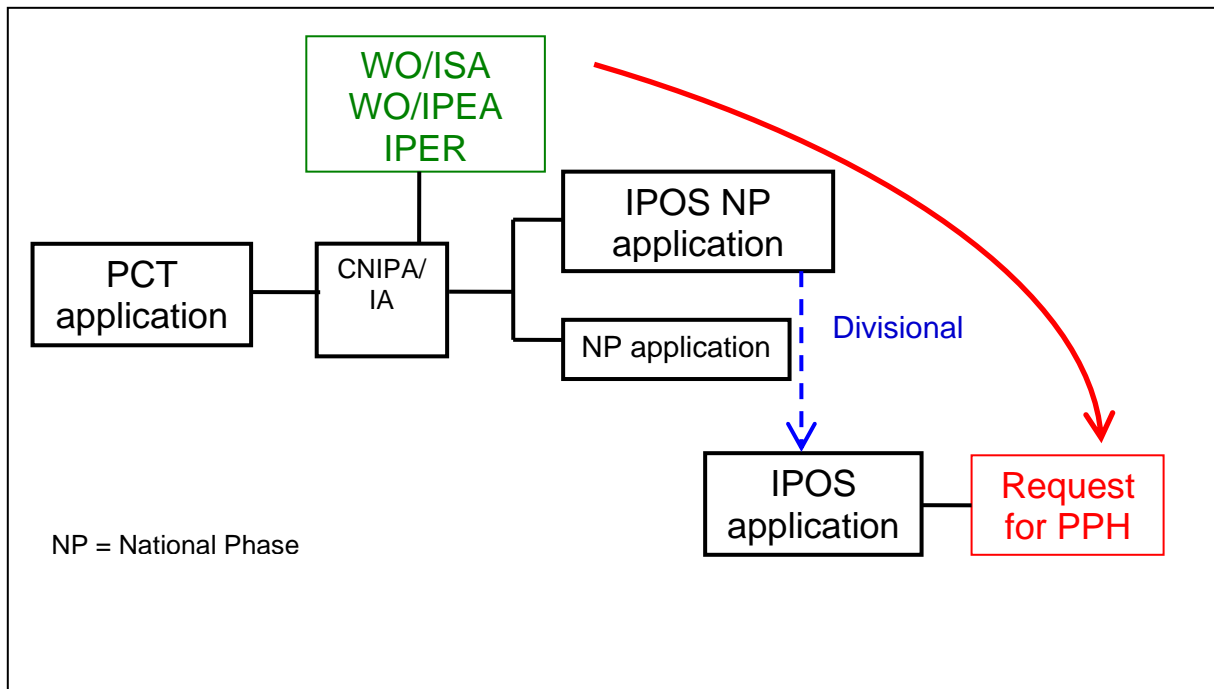 WO/ISA
WO/IPEA
IPER
IPOS NP
application
PCT
application
CNIPA/
IA
NP application
Divisional
IPOS
application
Request
for PPH
NP = National Phase